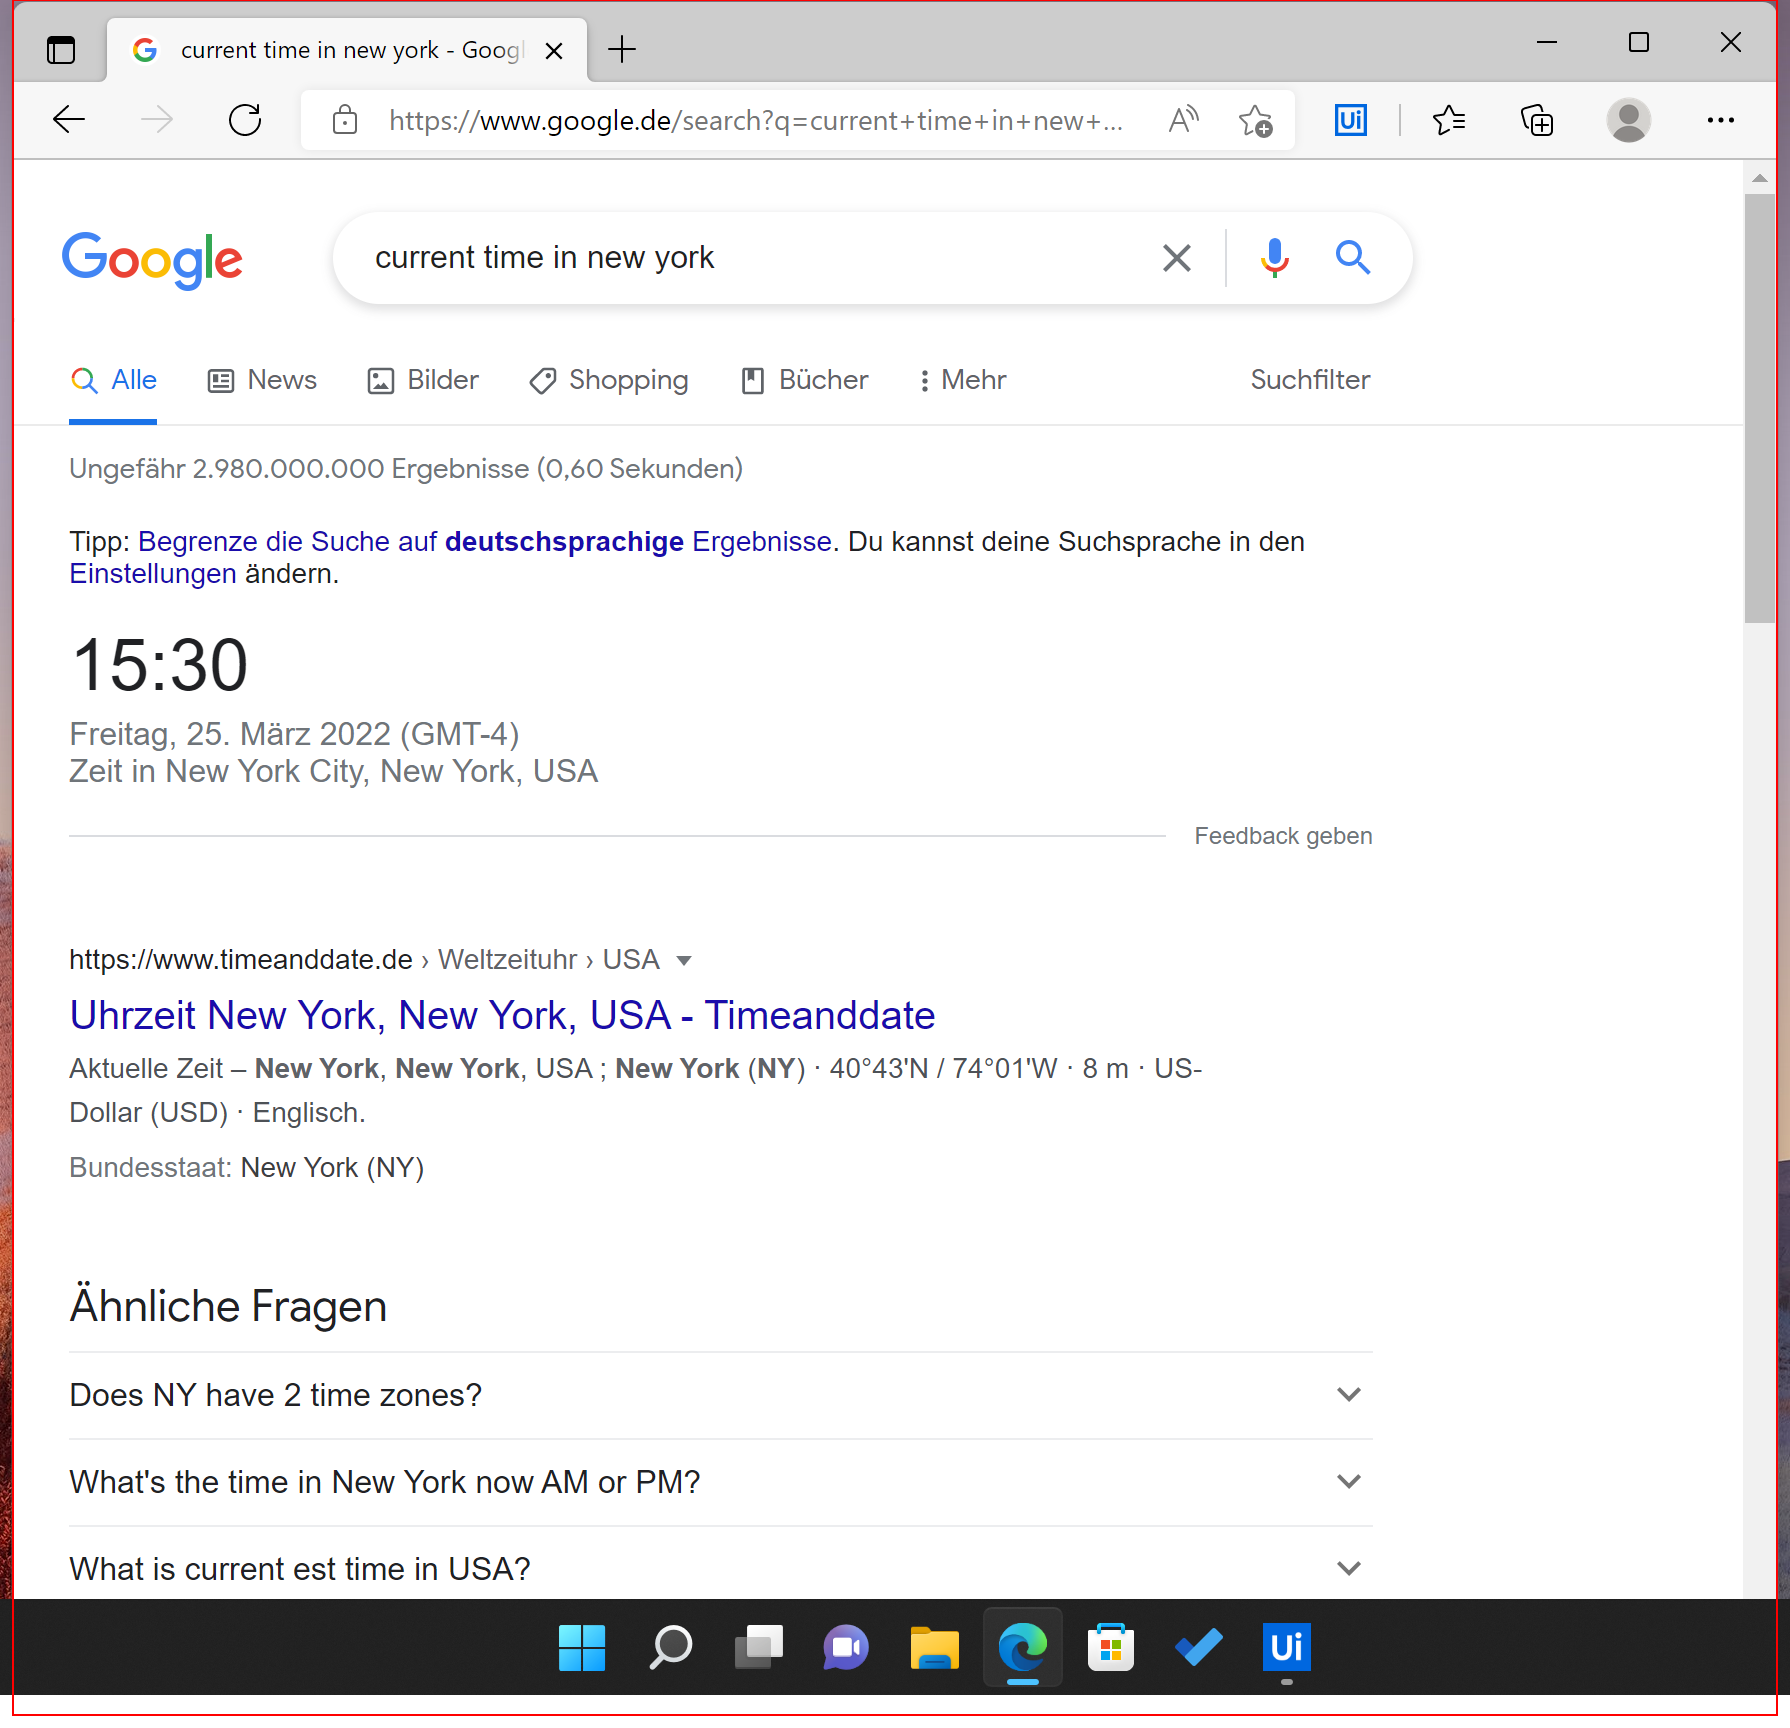 current time in new york - Googl
https://www.google.de/search?q=current+time+in+new+...
Google
current time in new york
Alle News Bilder Shopping Bücher Mehr Suchfilter
Ungefähr 2.980.000.000 Ergebnisse (0,60 Sekunden)
Tipp: Begrenze die Suche auf deutschsprachige Ergebnisse. Du kannst deine Suchsprache in den
Einstellungen ändern.
15:30
Freitag, 25. März 2022 (GMT-4)
Zeit in New York City, New York, USA
Feedback geben
https://www.timeanddate.de › Weltzeituhr › USA
Uhrzeit New York, New York, USA - Timeanddate
Aktuelle Zeit – New York, New York, USA ; New York (NY) · 40°43'N / 74°01'W · 8 m · US-
Dollar (USD) · Englisch.
Bundesstaat: New York (NY)
Ähnliche Fragen
Does NY have 2 time zones?
What's the time in New York now AM or PM?
What is current est time in USA?
Ui